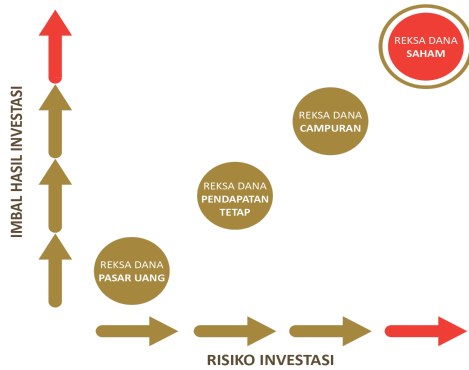 REKSA DANA
SAHAM
REKSA DANA
CAMPURAN
REKSA DANA
PENDAPATAN
TETAP
REKSA DANA
PASAR UANG
IMBAL HASIL INVESTASI
RISIKO INVESTASI